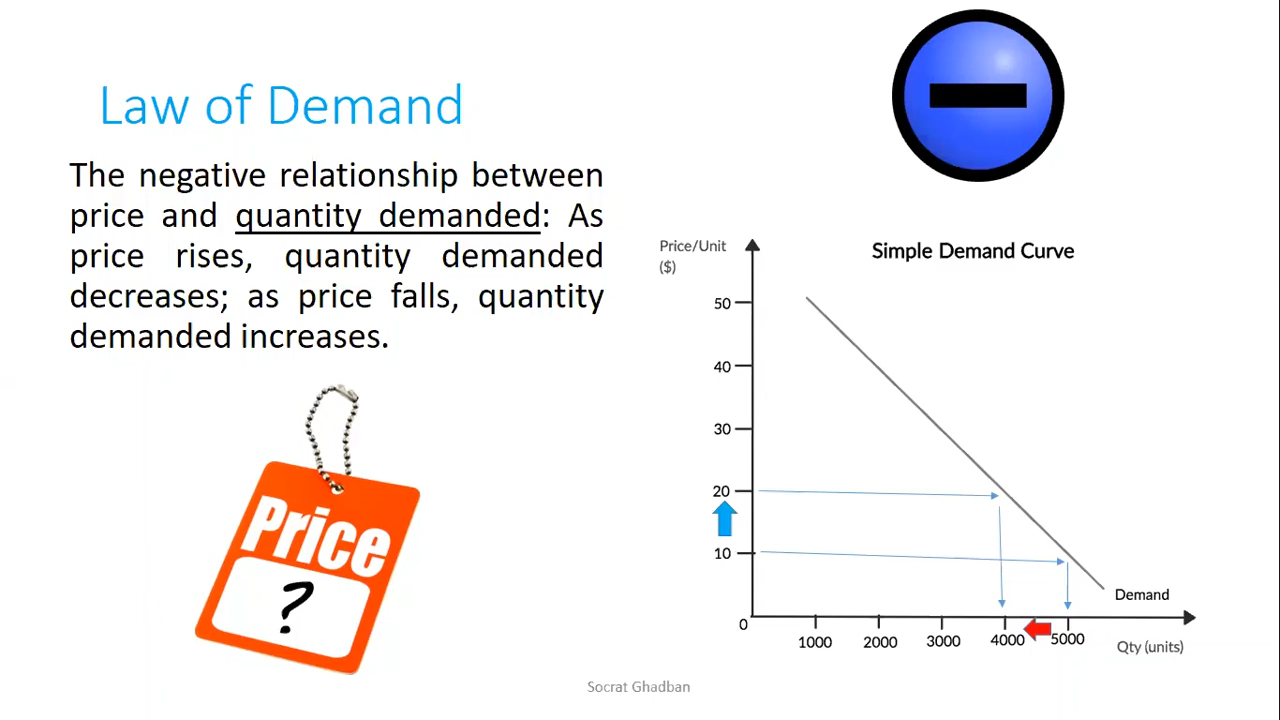 Law of Demand
The negative relationship between
price and quantity demanded: As
price rises, quantity demanded
decreases; as price falls, quantity
demanded increases.
Price
?
Price/Unit
($)
Simple Demand Curve
50
40
30
20
10
0
1000 2000 3000 4000 5000
Demand
Qty (units)
Socrat Ghadban